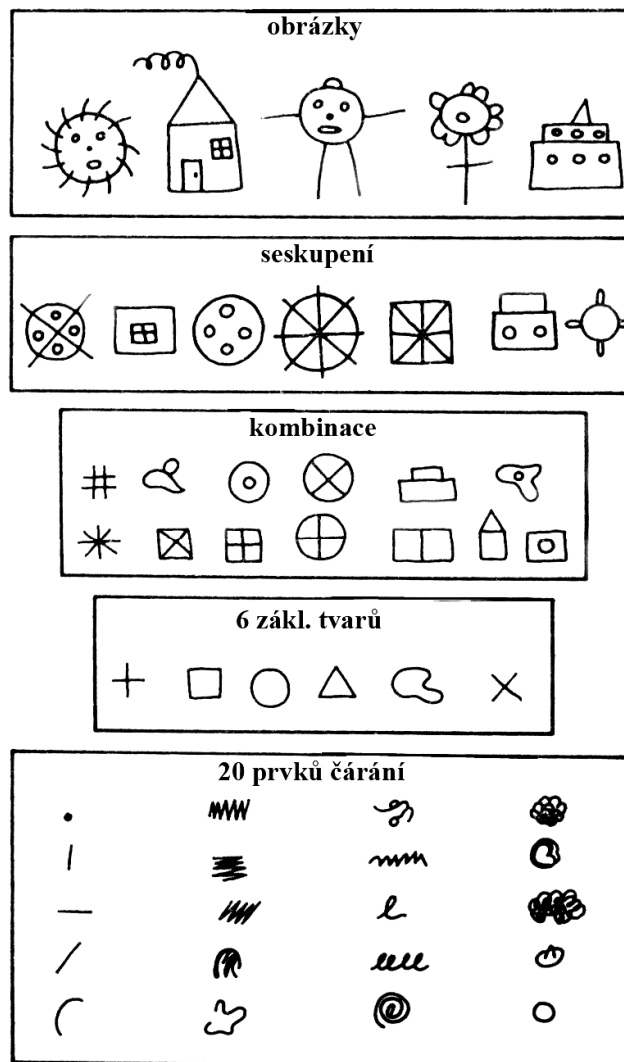 obrázky
seskupení
kombinace
6 zákl. tvarů
20 prvků čárání